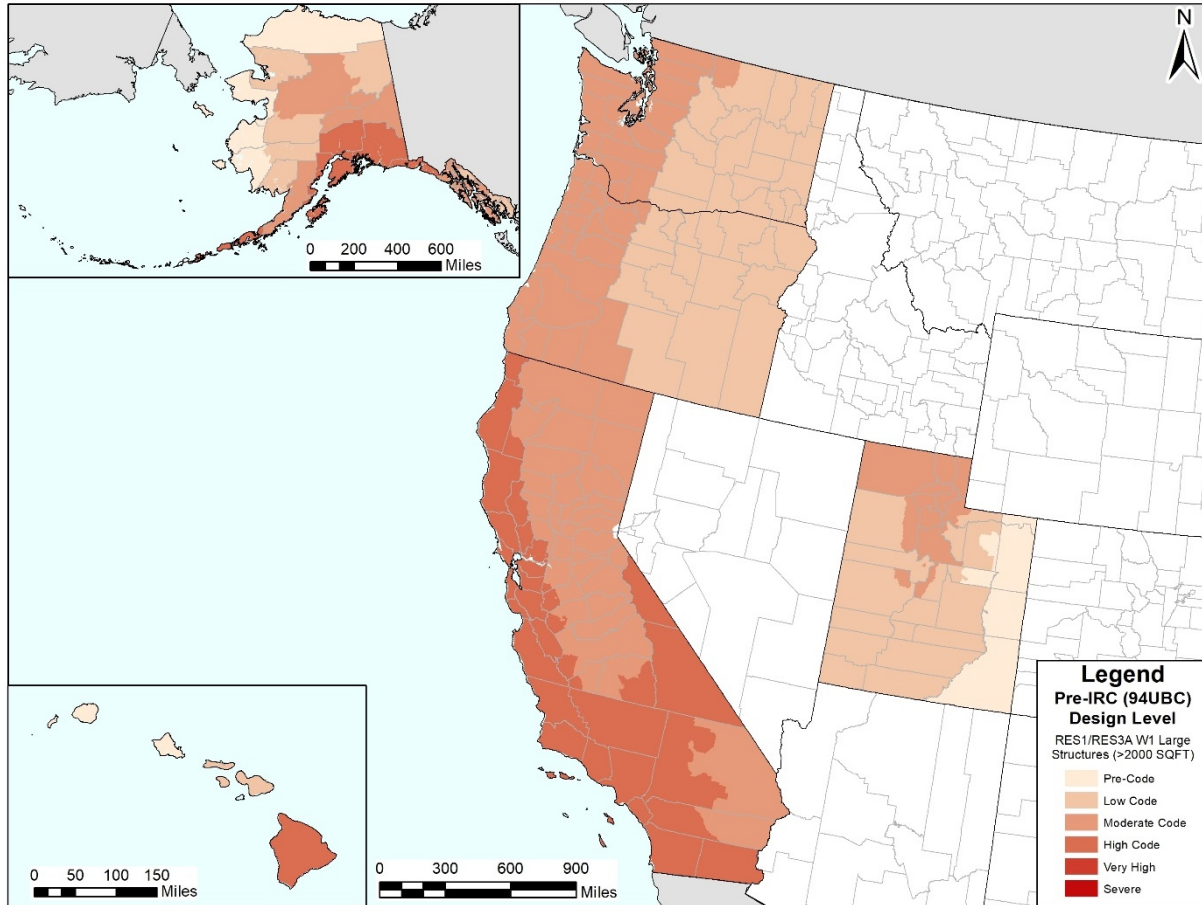 N
0 200 400 600
Miles
0 50 100 150
Miles
0 300 600 900
Miles
Legend
Pre-IRC (94UBC)
Design Level
RES1/RES3A W1 Large
Structures (>2000 SQFT)
Pre-Code
Low Code
Moderate Code
High Code
Very High
Severe